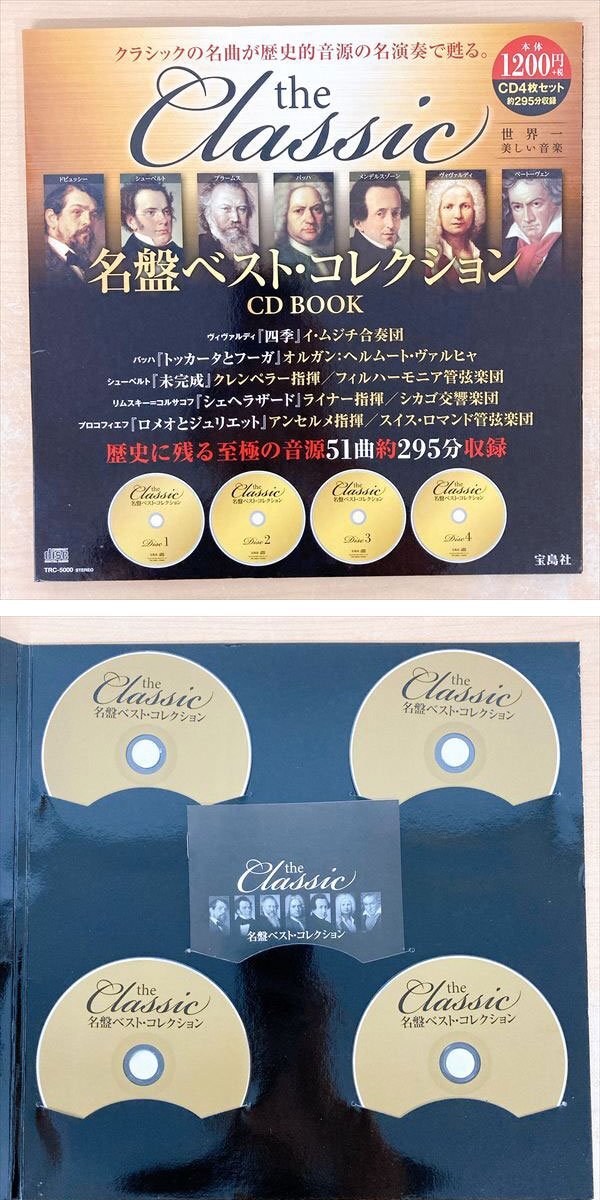 クラシックの名曲が歴史的音源の名演奏で甦る。
本体
1200円
+税
CD4枚セット
約295分収録
the
Classic
世界一
美しい音楽
ドビュッシー
シューベルト
ブラームス
バッハ
メンデルスゾーン
ヴィヴァルディ
ベートーヴェン
名盤ベスト・コレクション
CD BOOK
ヴィヴァルディ『四季』イ・ムジチ合奏団
バッハ『トッカータとフーガ』オルガン:ヘルムート・ヴァルヒャ
シューベルト『未完成』クレンペラー指揮/フィルハーモニア管弦楽団
リムスキー=コルサコフ『シェヘラザード』ライナー指揮/シカゴ交響楽団
プロコフィエフ『ロメオとジュリエット』アンセルメ指揮/スイス・ロマンド管弦楽団
歴史に残る至極の音源51曲約295分収録
the
Classic
名盤ベスト・コレクション
Disc 1
the
Classic
名盤ベスト・コレクション
Disc 2
the
Classic
名盤ベスト・コレクション
Disc 3
the
Classic
名盤ベスト・コレクション
Disc 4
TRC-5000 STEREO
宝島社
the
Classic
名盤ベスト・コレクション
the
Classic
名盤ベスト・コレクション
the
Classic
名盤ベスト・コレクション
the
Classic
名盤ベスト・コレクション
the
Classic
名盤ベスト・コレクション